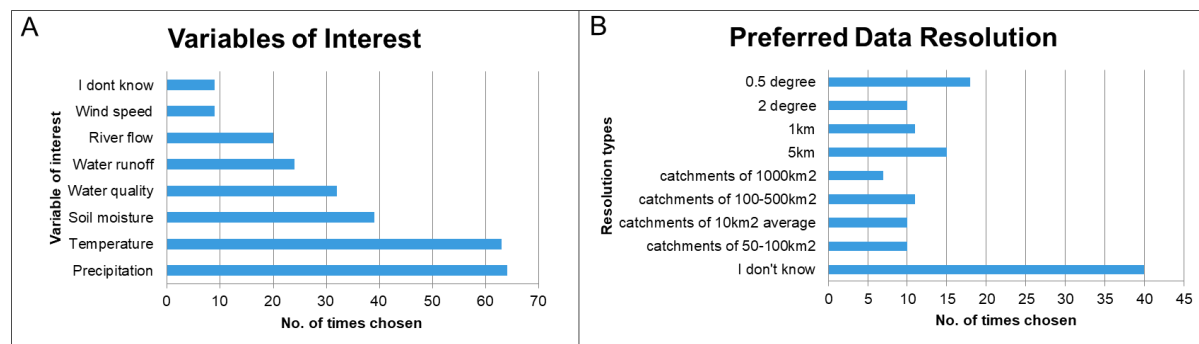 A
Variables of Interest
Variable of interest
I dont know
Wind speed
River flow
Water runoff
Water quality
Soil moisture
Temperature
Precipitation
0 10 20 30 40 50 60 70
No. of times chosen
B
Preferred Data Resolution
Resolution types
0.5 degree
2 degree
1km
5km
catchments of 1000km2
catchments of 100-500km2
catchments of 10km2 average
catchments of 50-100km2
I don't know
0 5 10 15 20 25 30 35 40 45
No. of times chosen